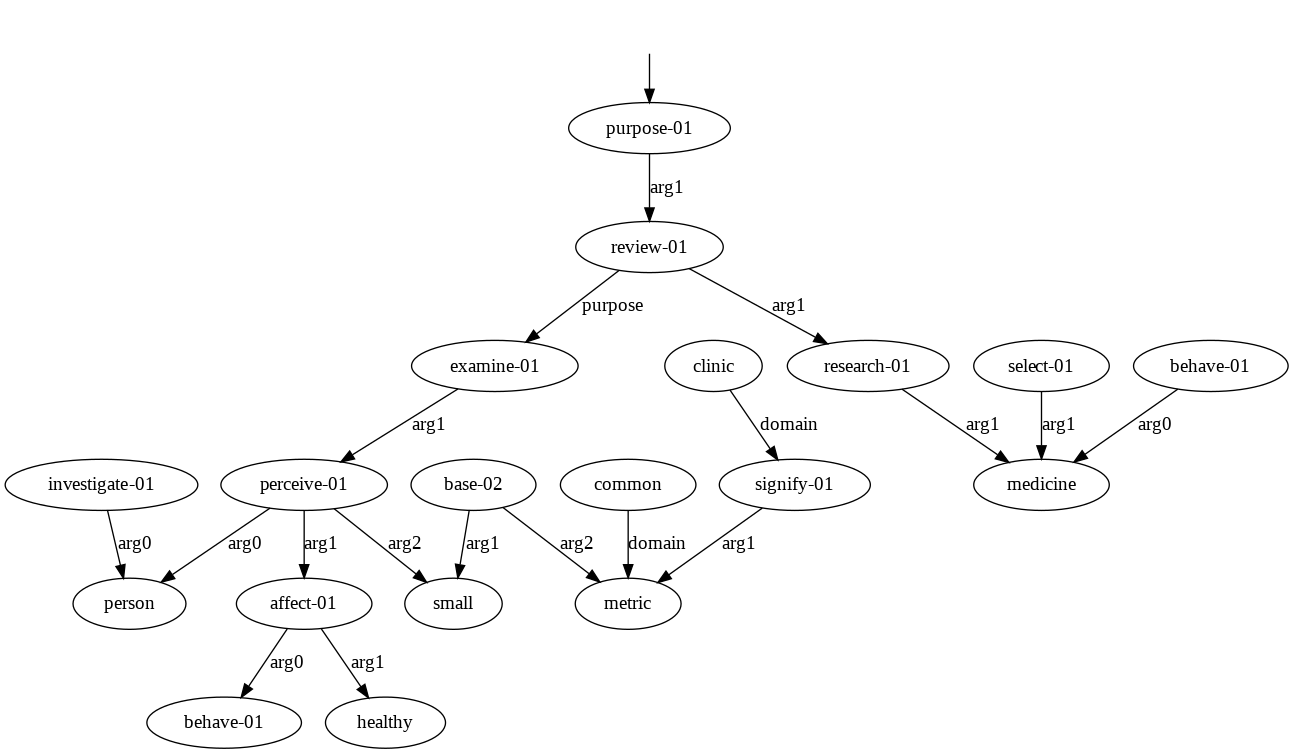 purpose-01
arg1
review-01
purpose
arg1
examine-01
clinic
research-01
select-01
behave-01
arg1
domain
arg1
arg1
arg0
investigate-01
perceive-01
base-02
common
signify-01
medicine
arg0
arg0
arg1
arg2
arg1
arg2
domain
arg1
person
affect-01
small
metric
arg0
arg1
behave-01
healthy